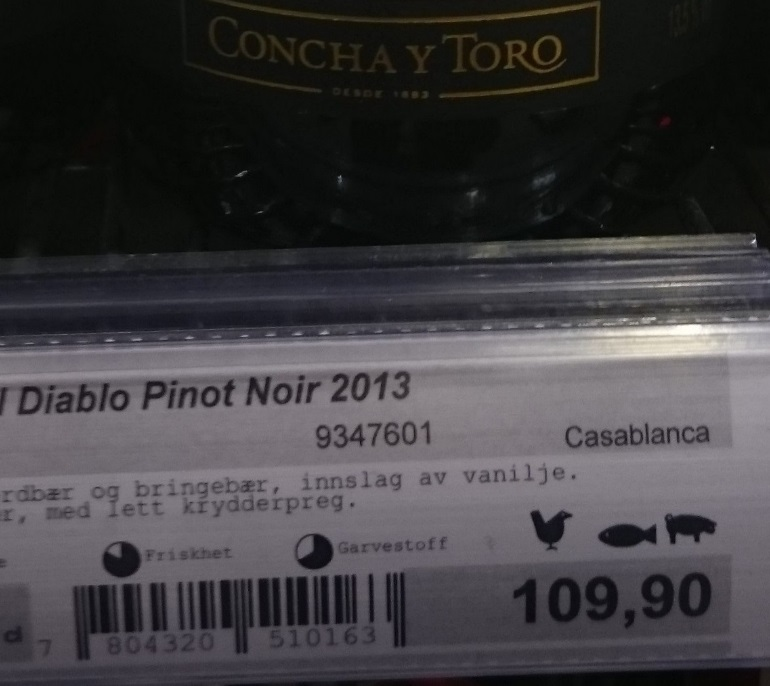 CONCHA Y TORO
DESDE 1883
l Diablo Pinot Noir 2013
9347601
Casablanca
rdbær og bringebær, innslag av vanilje.
r, med lett krydderpreg.
e
Friskhet
Garvestoff
109,90
d
7 804320 510163